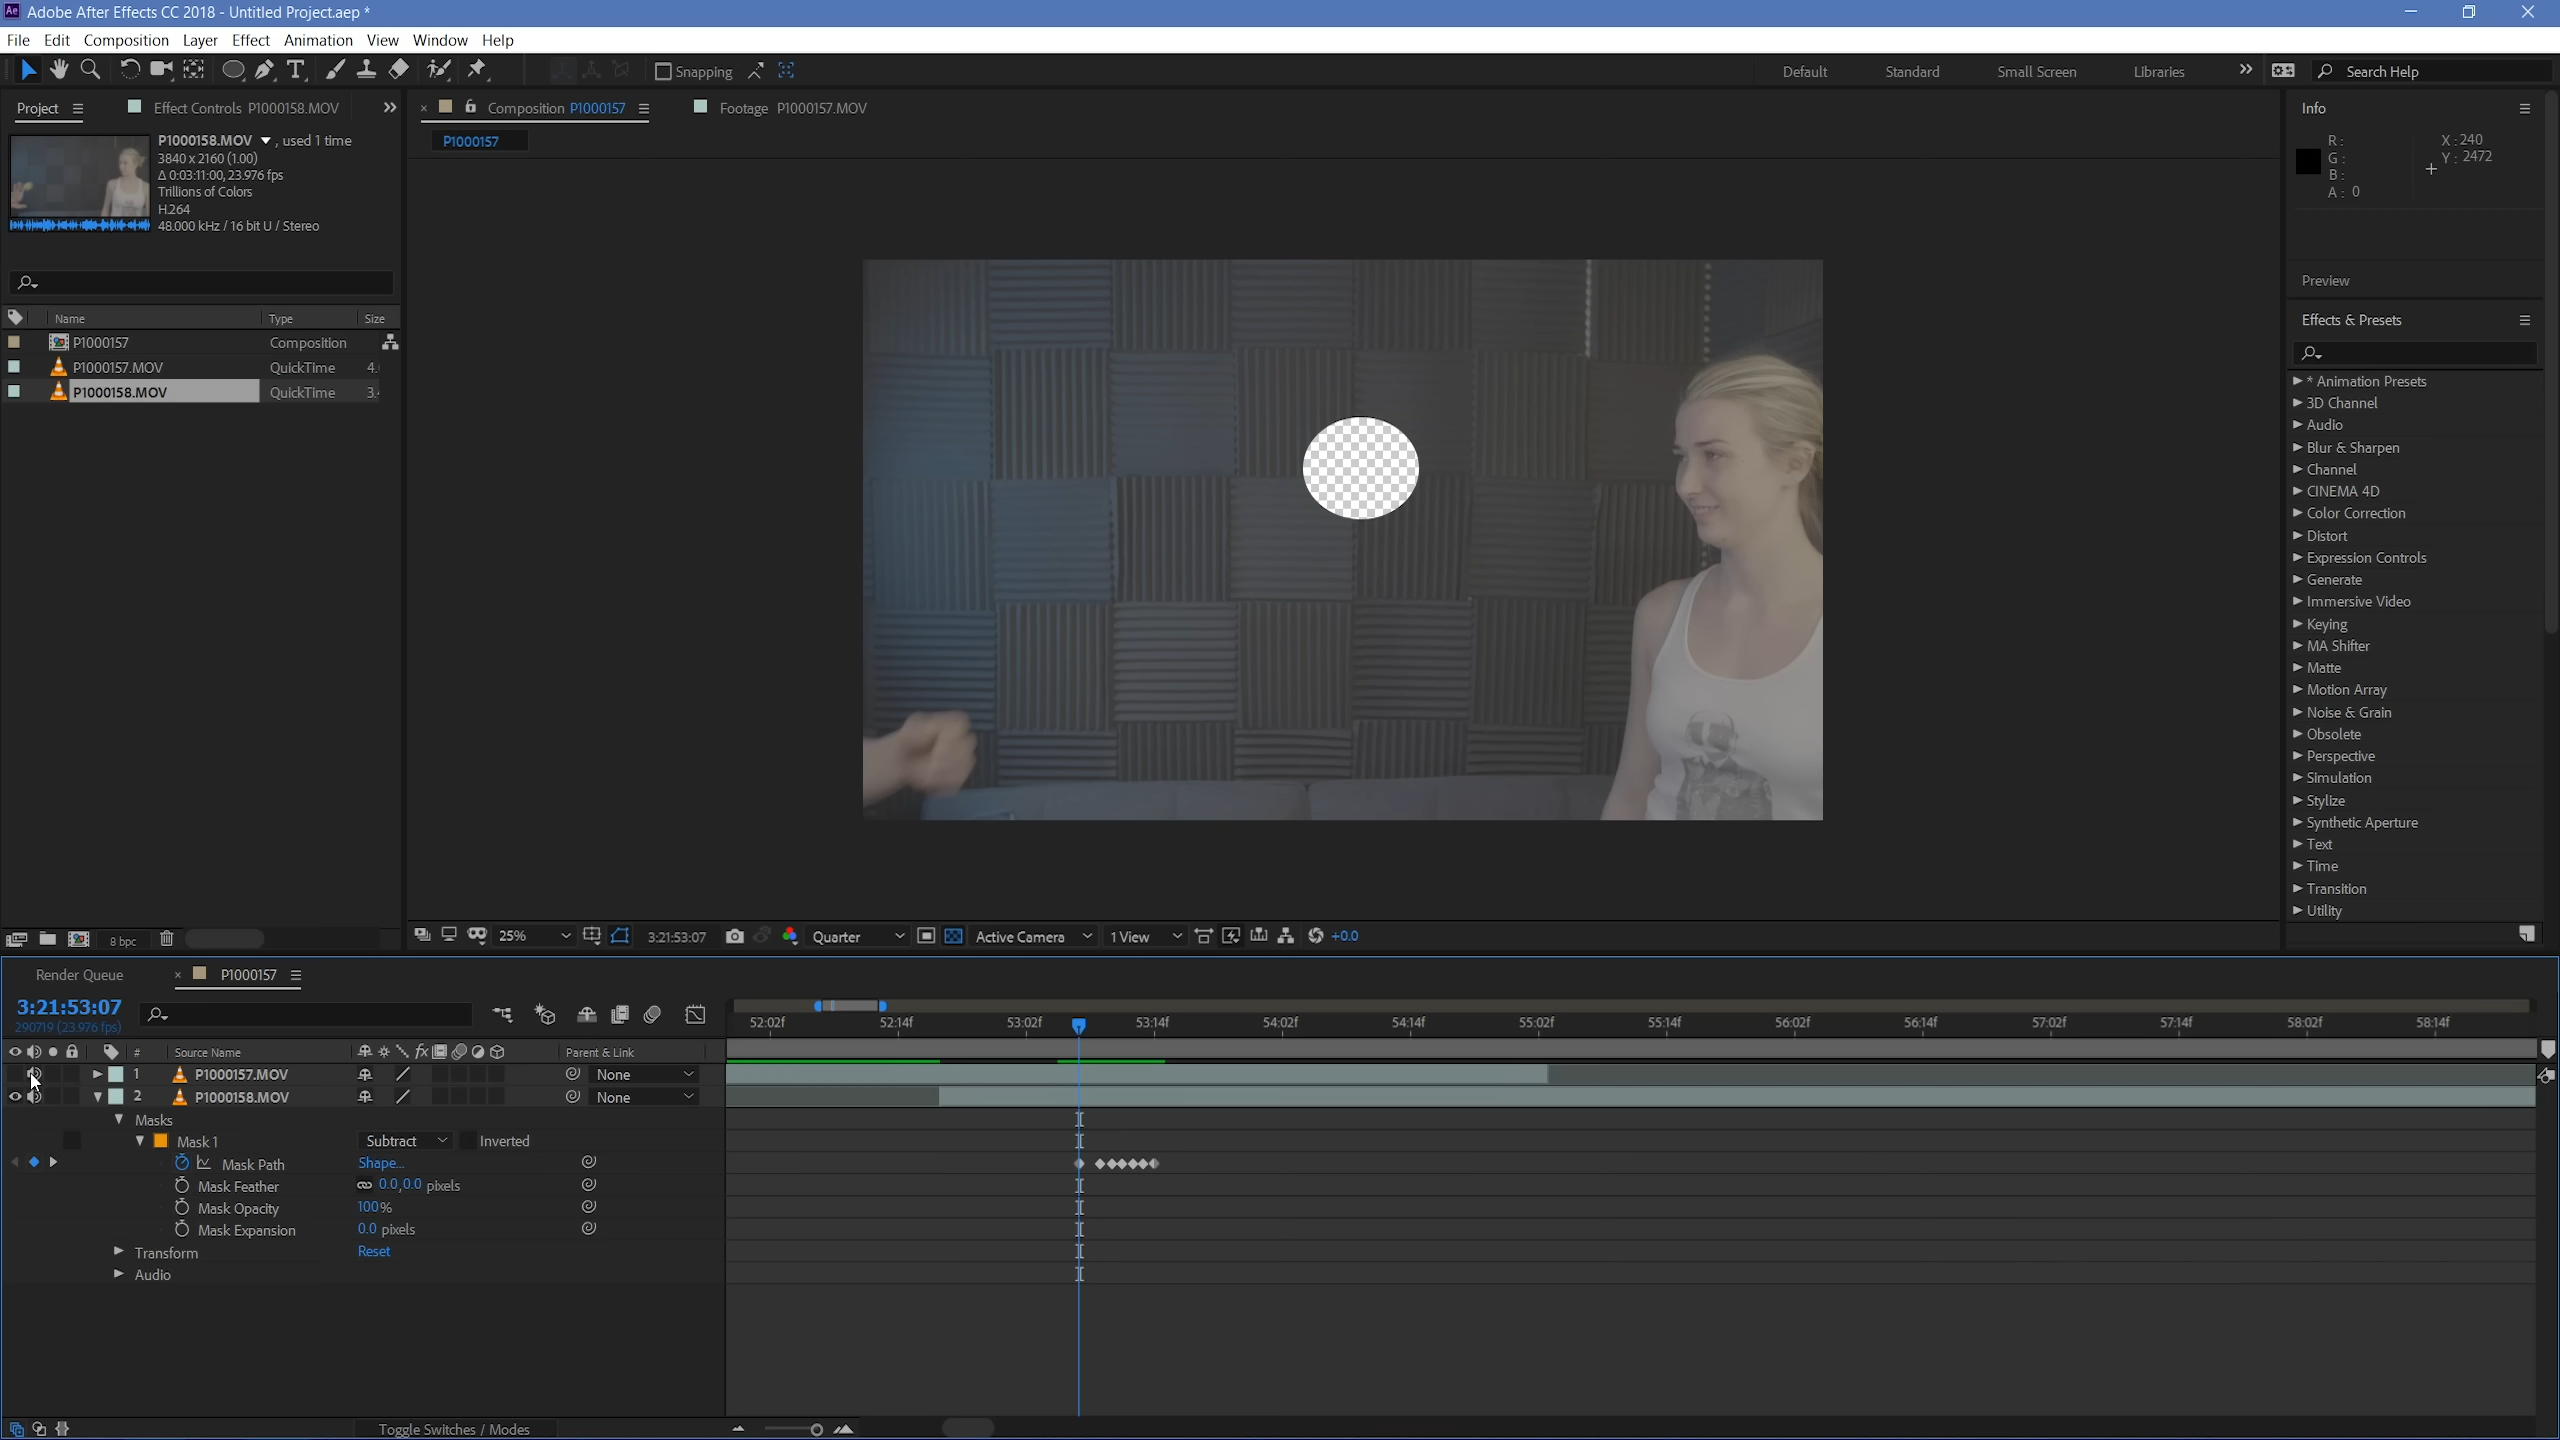 Ae Adobe After Effects CC 2018 - Untitled Project.aep *
File Edit Composition Layer Effect Animation View Window Help
Snapping Default Standard Small Screen Libraries Search Help
Project Effect Controls P1000158.MOV
P1000158.MOV , used 1 time
3840 x 2160 (1.00)
Δ 0:03:11:00, 23.976 fps
Trillions of Colors
H.264
48.000 kHz / 16 bit U / Stereo
Name Type Size
P1000157 Composition
P1000157.MOV QuickTime 4.
P1000158.MOV QuickTime 3.
8 bpc
Composition P1000157 Footage P1000157.MOV
P1000157
25% 3:21:53:07 Quarter Active Camera 1 View +0.0
Info
R: X: 240
G: Y: 2472
B:
A: 0
Preview
Effects & Presets
* Animation Presets
3D Channel
Audio
Blur & Sharpen
Channel
CINEMA 4D
Color Correction
Distort
Expression Controls
Generate
Immersive Video
Keying
MA Shifter
Matte
Motion Array
Noise & Grain
Obsolete
Perspective
Simulation
Stylize
Synthetic Aperture
Text
Time
Transition
Utility
Render Queue P1000157
3:21:53:07
290719 (23.976 fps)
52:02f 52:14f 53:02f 53:14f 54:02f 54:14f 55:02f 55:14f 56:02f 56:14f 57:02f 57:14f 58:02f 58:14f
# Source Name fx Parent & Link
1 P1000157.MOV None
2 P1000158.MOV None
Masks
Mask 1 Subtract Inverted
Mask Path Shape...
Mask Feather 0.0,0.0 pixels
Mask Opacity 100%
Mask Expansion 0.0 pixels
Transform Reset
Audio
Toggle Switches / Modes